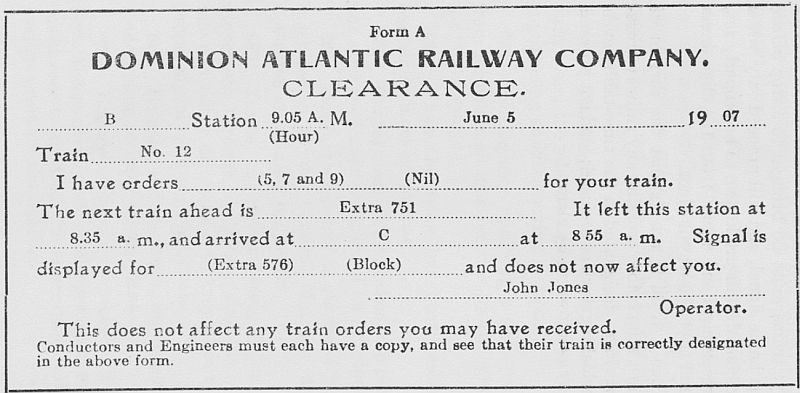 Form A
DOMINION ATLANTIC RAILWAY COMPANY.
CLEARANCE.
B Station 9.05 A. M. June 5 19 07
(Hour)
Train No. 12
I have orders (5, 7 and 9) (Nil) for your train.
The next train ahead is Extra 751 It left this station at
8.35 a. m., and arrived at C at 8 55 a. m. Signal is
displayed for (Extra 576) (Block) and does not now affect you.
John Jones
Operator.
This does not affect any train orders you may have received.
Conductors and Engineers must each have a copy, and see that their train is correctly designated
in the above form.